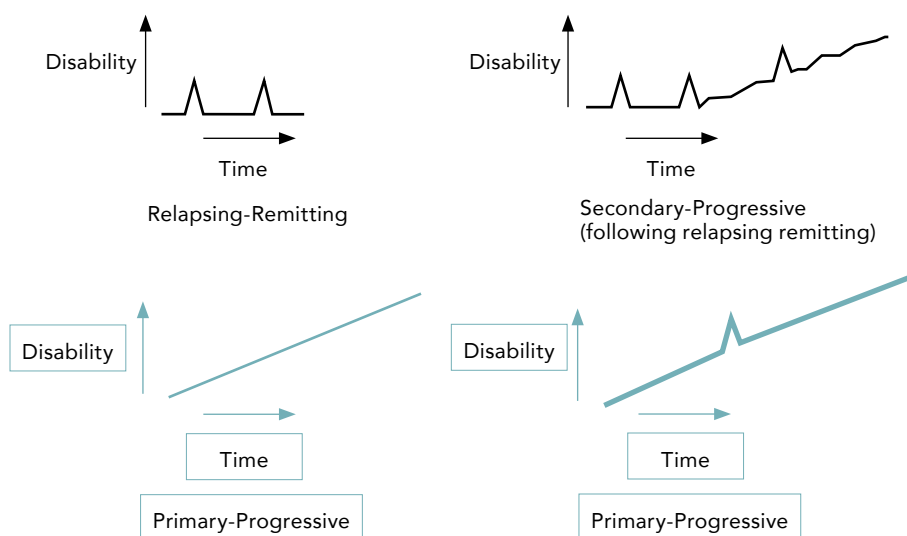 Disability
Time
Relapsing-Remitting
Disability
Time
Secondary-Progressive
(following relapsing remitting)
Disability
Time
Primary-Progressive
Disability
Time
Primary-Progressive